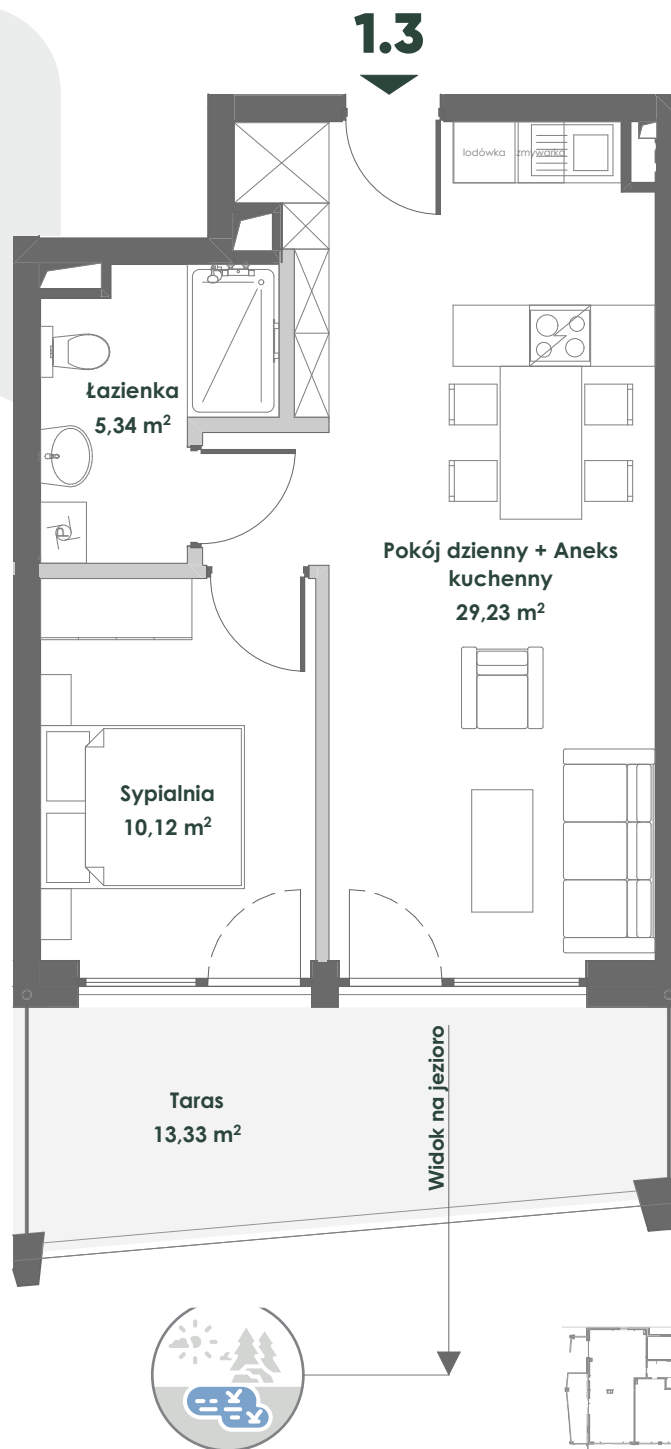 1.3
lodówka zmywarka
Łazienka
5,34 m²
Pokój dzienny + Aneks
kuchenny
29,23 m²
Sypialnia
10,12 m²
Taras
13,33 m²
Widok na jezioro